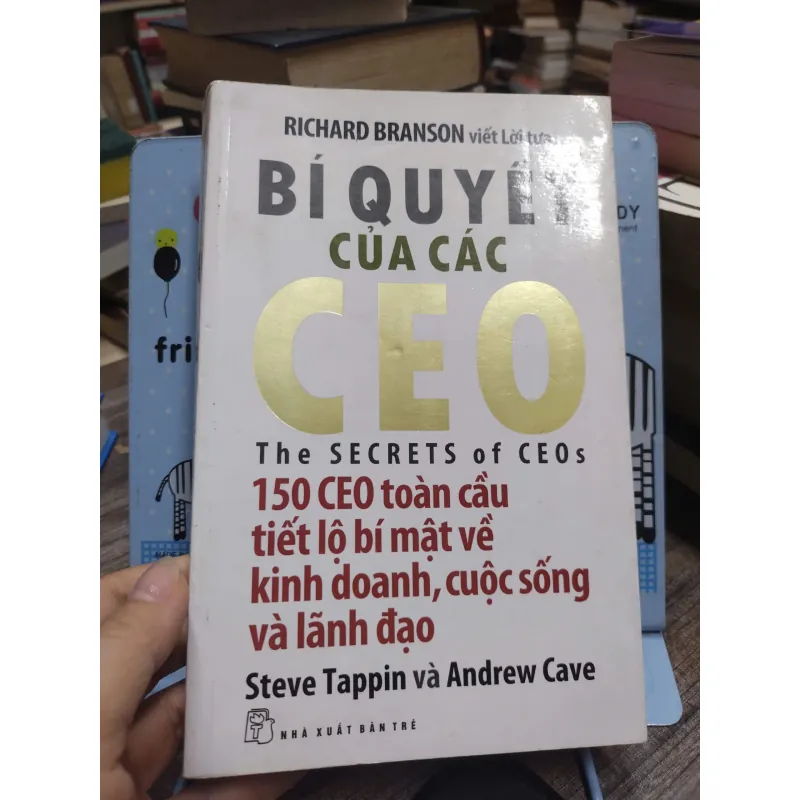 RICHARD BRANSON viết Lời tựa
BÍ QUYẾT
CỦA CÁC
CEO
The SECRETS of CEOs
150 CEO toàn cầu
tiết lộ bí mật về
kinh doanh, cuộc sống
và lãnh đạo
Steve Tappin và Andrew Cave
NHÀ XUẤT BẢN TRẺ
fri
DY